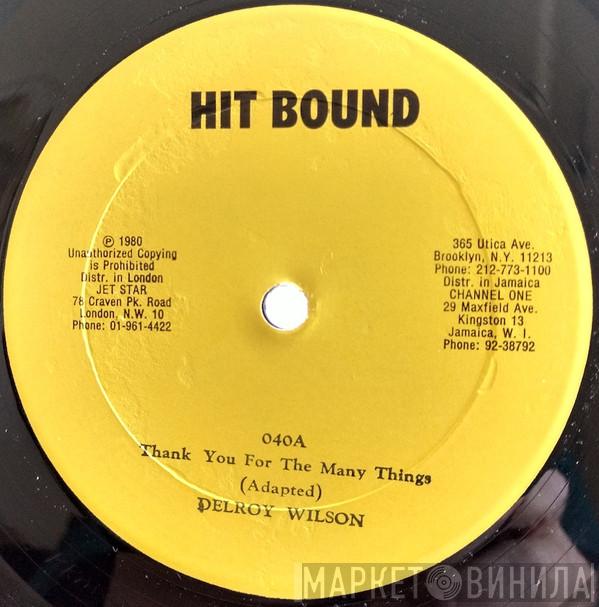 HIT BOUND
℗ 1980
Unauthorized Copying
is Prohibited
Distr. in London
JET STAR
78 Craven Pk. Road
London, N.W. 10
Phone: 01-961-4422
365 Utica Ave.
Brooklyn, N.Y. 11213
Phone: 212-773-1100
Distr. in Jamaica
CHANNEL ONE
29 Maxfield Ave.
Kingston 13
Jamaica, W. I.
Phone: 92-38792
040A
Thank You For The Many Things
(Adapted)
DELROY WILSON
МАРКЕТ ВИНИЛА